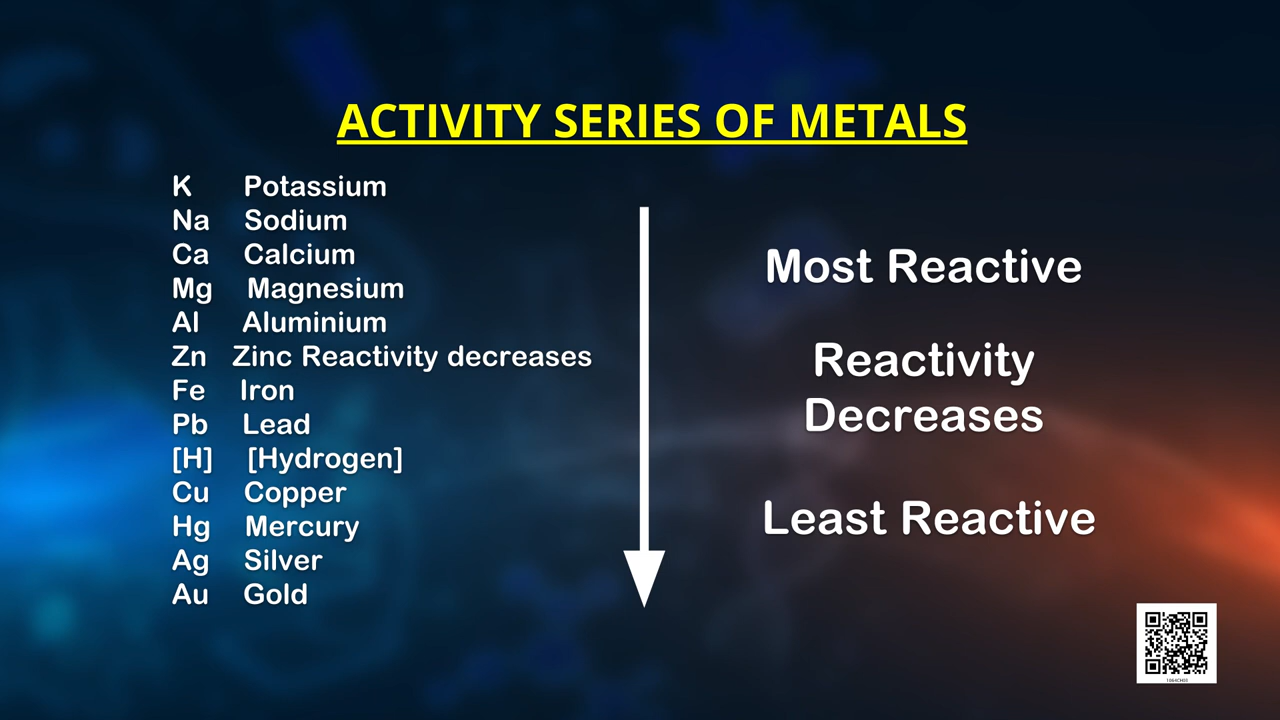 ACTIVITY SERIES OF METALS
K Potassium
Na Sodium
Ca Calcium
Mg Magnesium
Al Aluminium
Zn Zinc Reactivity decreases
Fe Iron
Pb Lead
[H] [Hydrogen]
Cu Copper
Hg Mercury
Ag Silver
Au Gold
Most Reactive
Reactivity
Decreases
Least Reactive